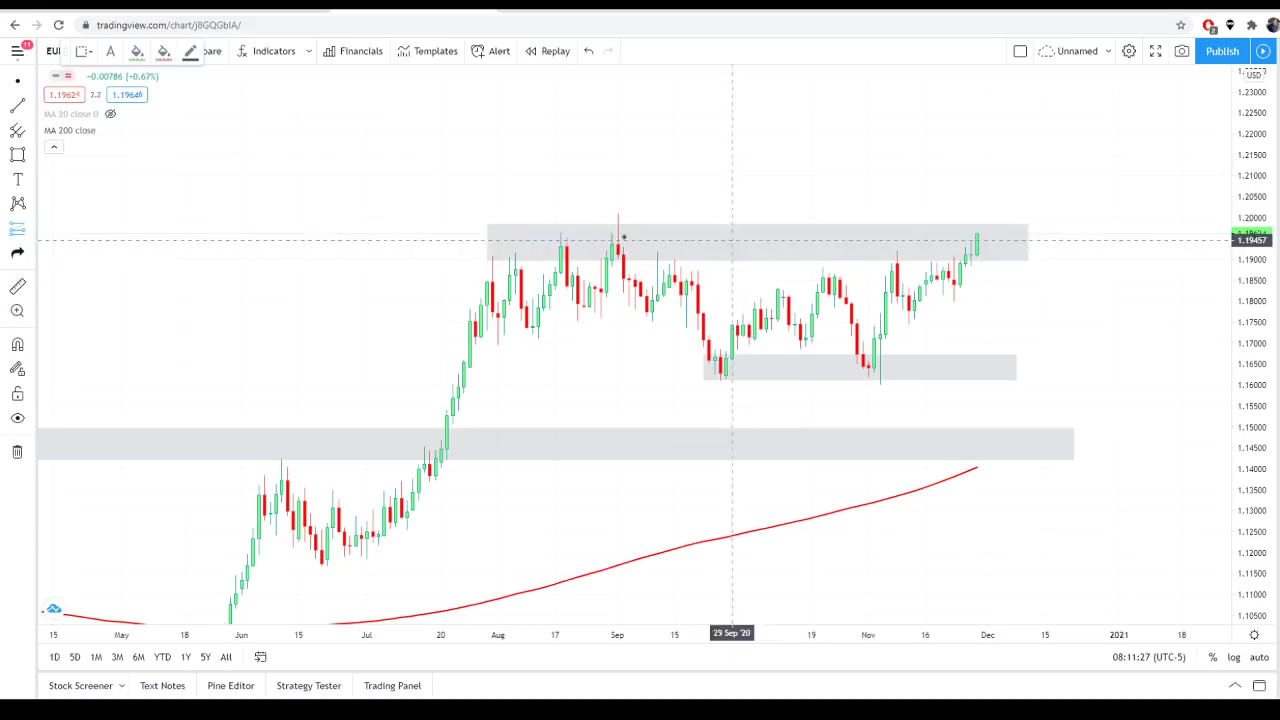 tradingview.com/chart/j8GQGbIA/
2
11
EUI
are
Indicators
Financials
Templates
Alert
Replay
Unnamed
Publish
−0.00786 (−0.67%)
1.19624
2.2
1.19646
MA 20 close 0
MA 200 close
USD
1.23000
1.22500
1.22000
1.21500
1.21000
1.20500
1.20000
1.19457
1.19000
1.18500
1.18000
1.17500
1.17000
1.16500
1.16000
1.15500
1.15000
1.14500
1.14000
1.13500
1.13000
1.12500
1.12000
1.11500
1.11000
1.10500
15
May
18
Jun
15
Jul
20
Aug
17
Sep
15
29 Sep '20
19
Nov
16
Dec
15
2021
18
1D 5D 1M 3M 6M YTD 1Y 5Y All
08:11:27 (UTC-5)
% log auto
Stock Screener
Text Notes
Pine Editor
Strategy Tester
Trading Panel